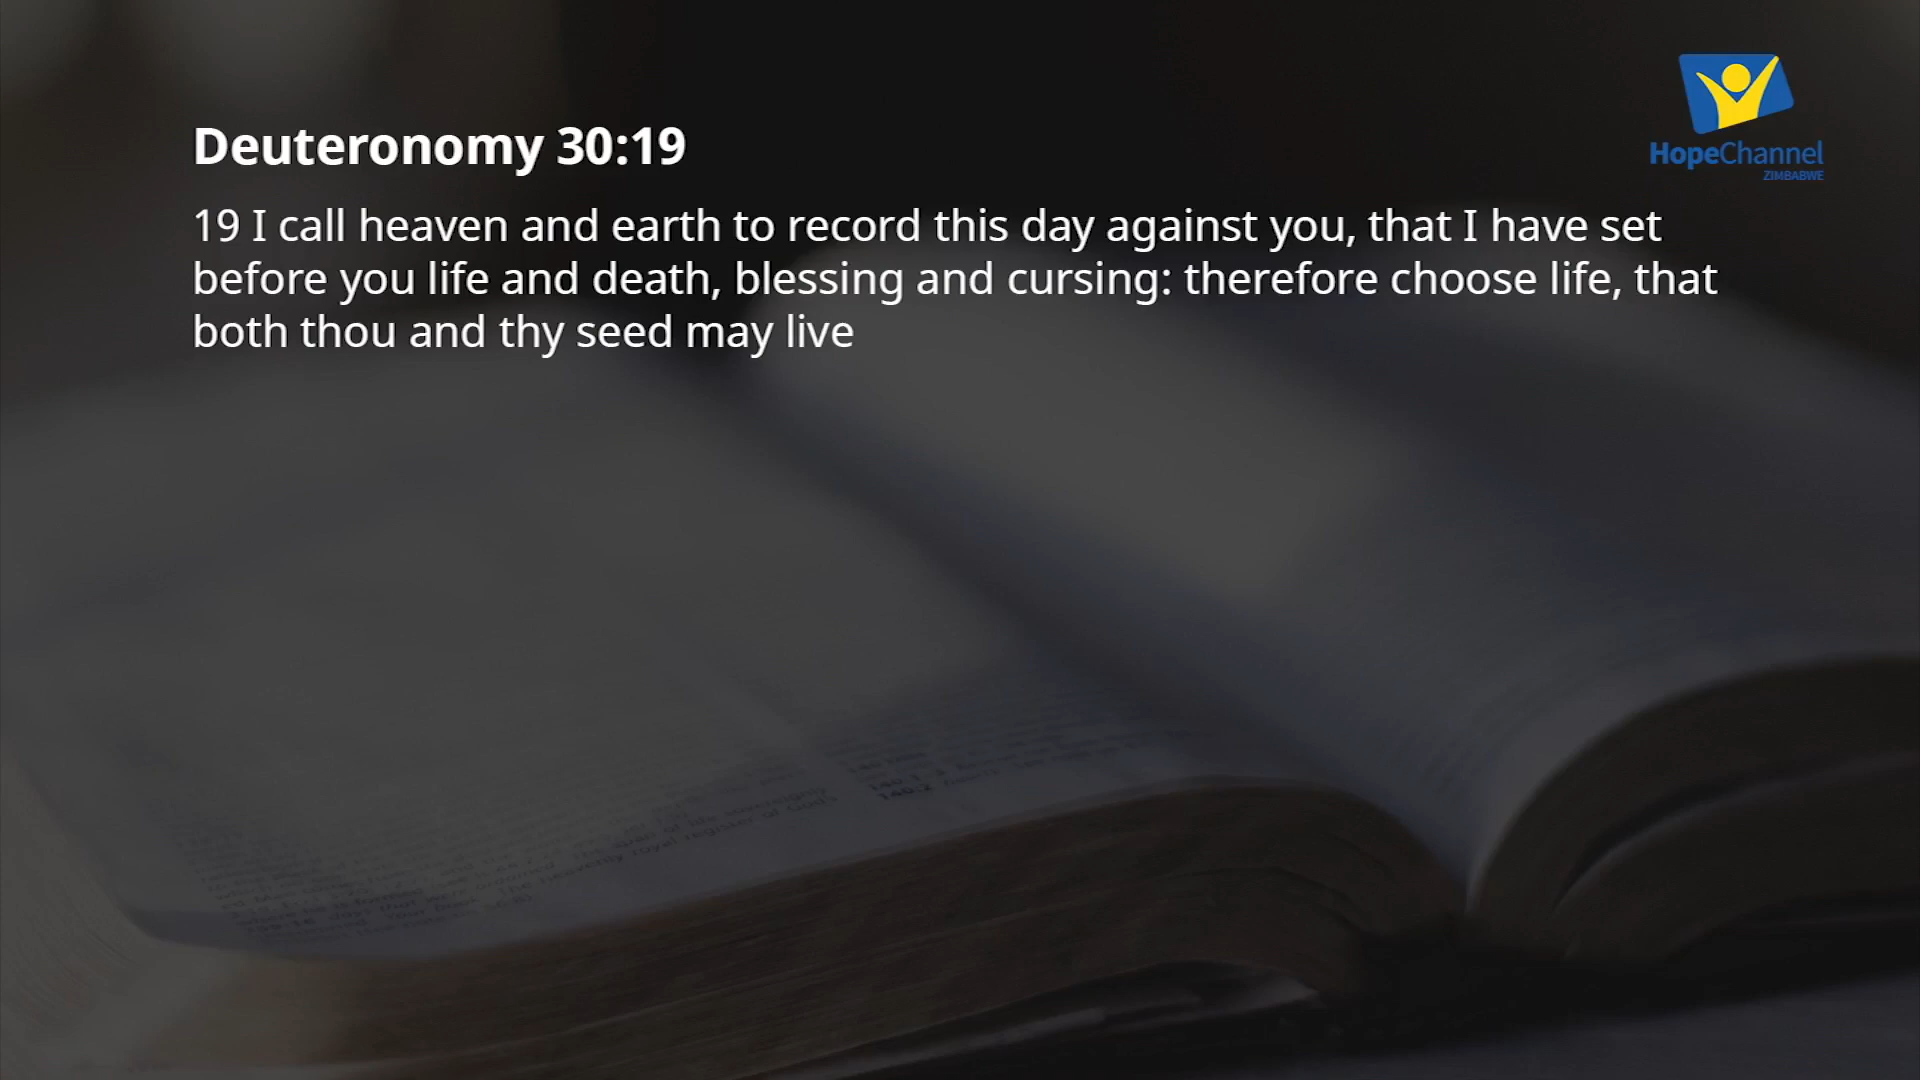 Deuteronomy 30:19
19 I call heaven and earth to record this day against you, that I have set
before you life and death, blessing and cursing: therefore choose life, that
both thou and thy seed may live
HopeChannel
ZIMBABWE